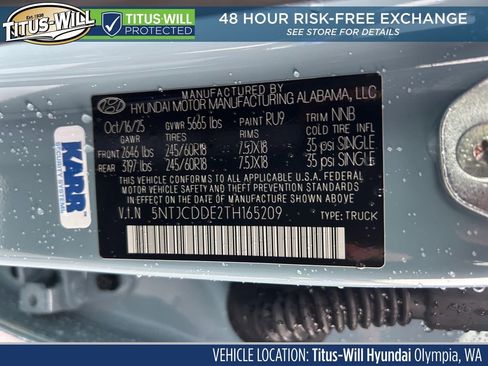 EST. 1938
TITUS-WILL
TITUS-WILL
PROTECTED
48 HOUR RISK-FREE EXCHANGE
SEE STORE FOR DETAILS
MANUFACTURED BY
HYUNDAI MOTOR MANUFACTURING ALABAMA, LLC
Oct/16/25 GVWR 5665 lbs PAINT RU9 TRIM NNB
GAWR TIRES RIMS COLD TIRE INFL
FRONT 2646 lbs 245/60R18 7.5JX18 35 psi SINGLE
REAR 3197 lbs 245/60R18 7.5JX18 35 psi SINGLE
THIS VEHICLE CONFORMS TO ALL APPLICABLE U.S.A. FEDERAL
MOTOR VEHICLE SAFETY STANDARDS IN EFFECT ON THE
DATE OF MANUFACTURE SHOWN ABOVE.
V.I.N 5NTJCDDE2TH165209 TYPE: TRUCK
KARR
SECURITY SYSTEMS
VEHICLE LOCATION: Titus-Will Hyundai Olympia, WA